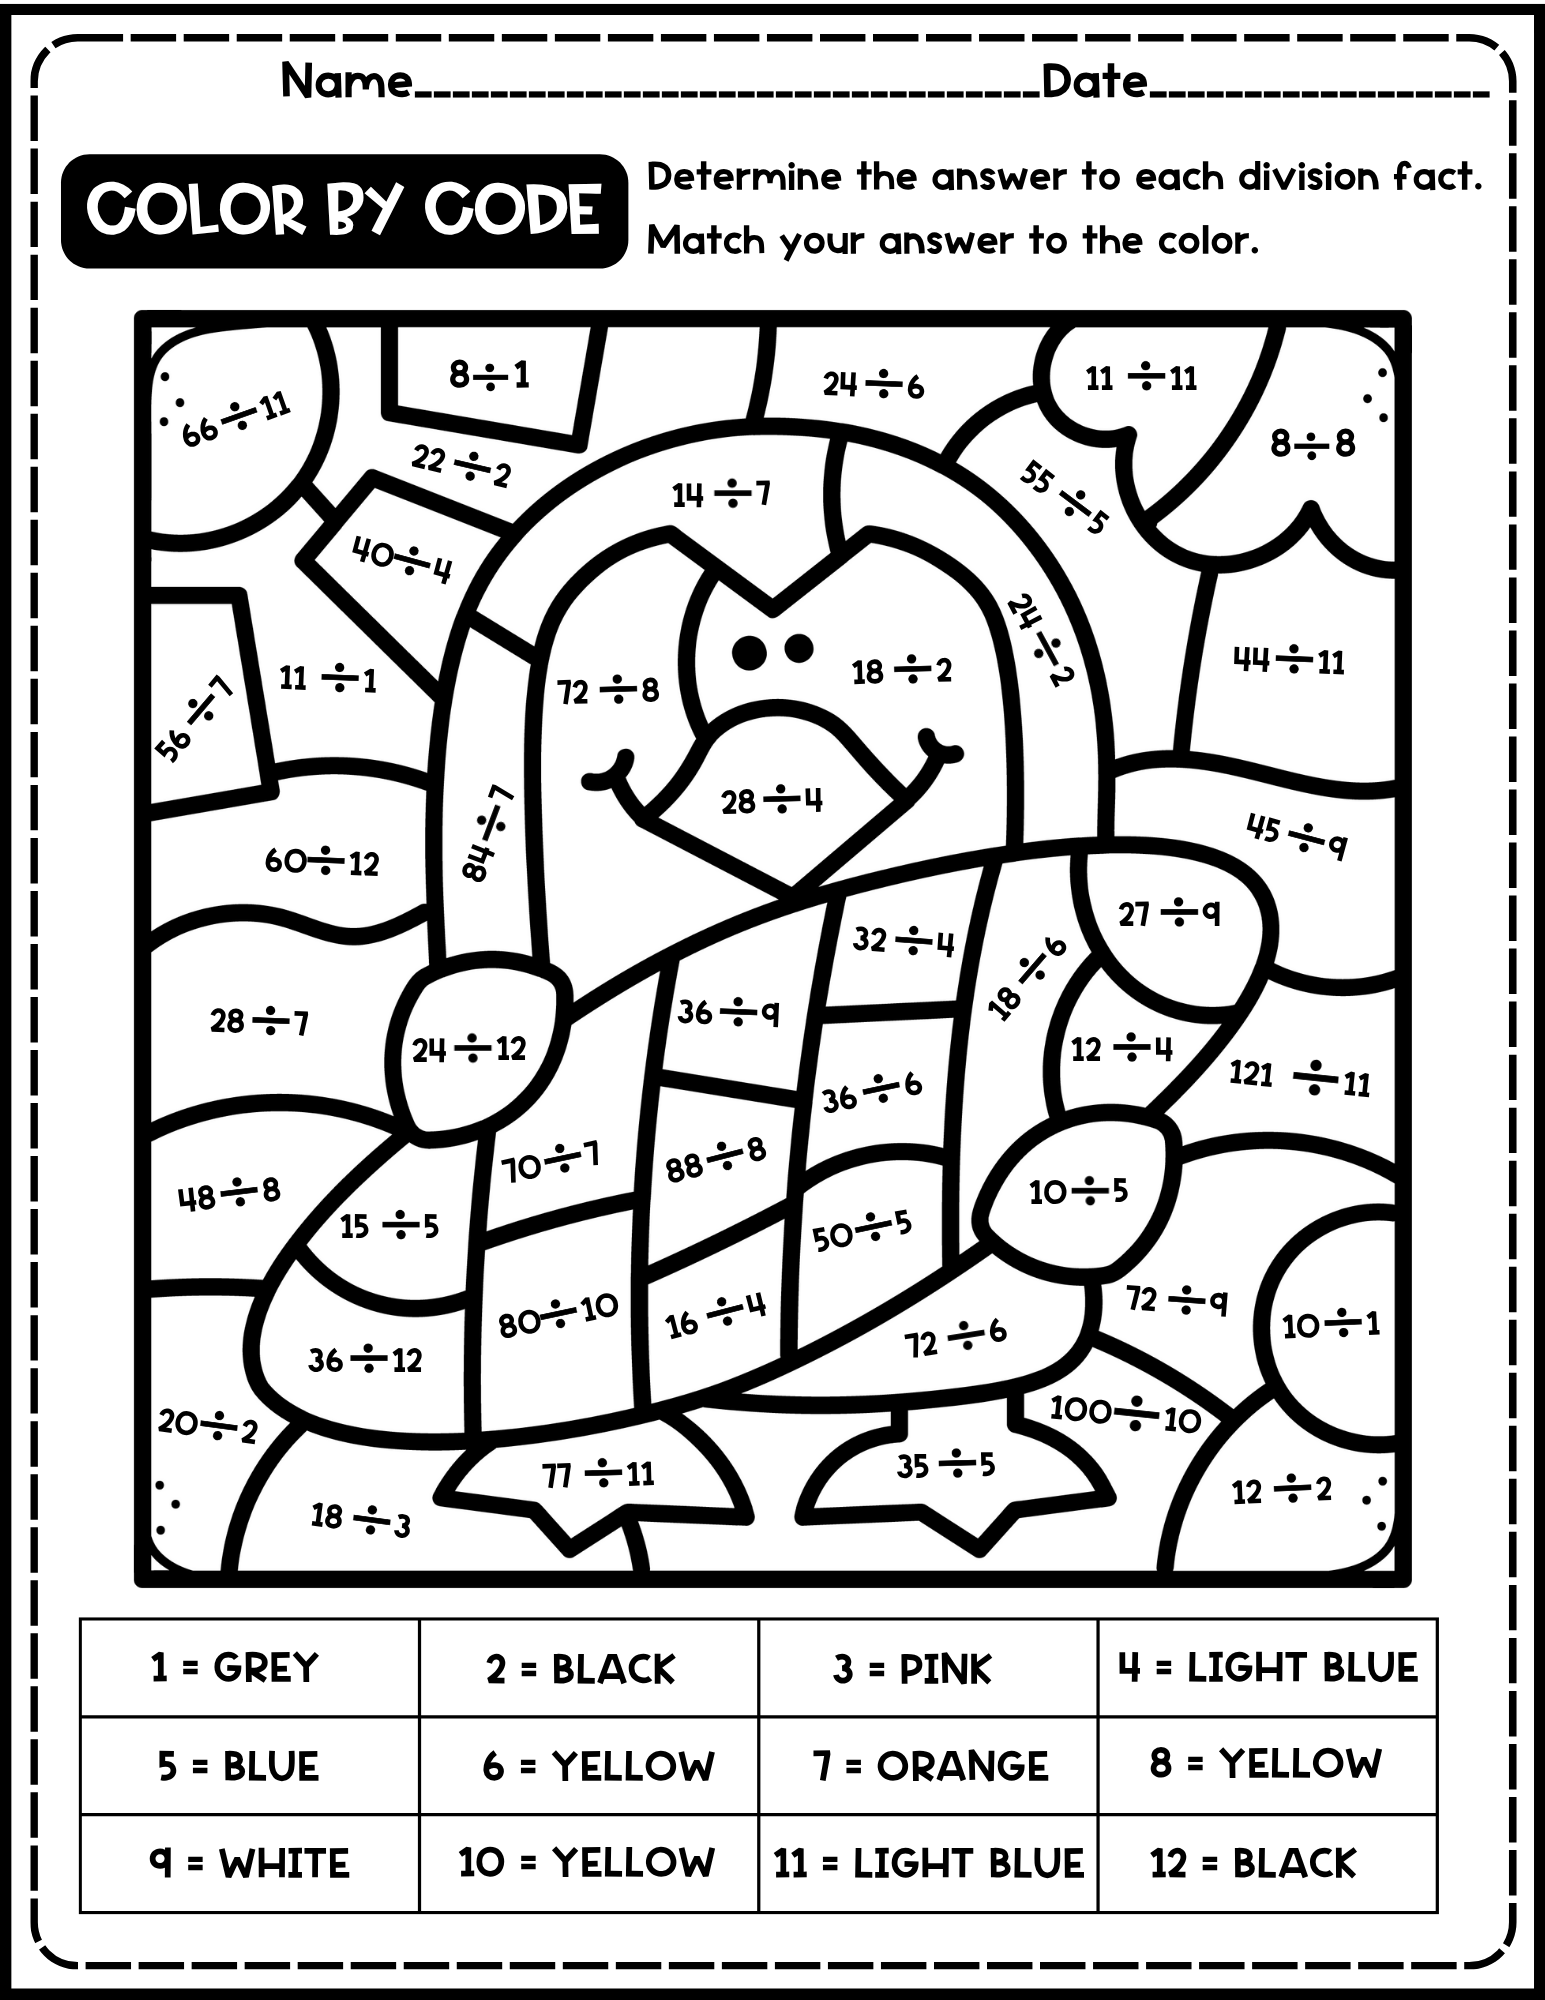 Name Date
COLOR BY CODE
Determine the answer to each division fact.
Match your answer to the color.
8÷1
24÷6
11 ÷11
66÷11
8÷8
22 ÷2
14 ÷7
55 ÷5
40÷4
24÷2
44÷11
11 ÷1
72 ÷8
18 ÷2
56 ÷7
28÷4
84÷7
60÷12
45÷9
27 ÷9
32 ÷4
18 ÷6
36 ÷9
28÷7
24÷12
12 ÷4
121 ÷11
36÷6
70÷7
88÷8
48÷8
10÷5
15 ÷5
50÷5
72 ÷9
80÷10
16 ÷4
10÷1
72 ÷6
36÷12
100÷10
20÷2
77 ÷11
35÷5
12 ÷2
18 ÷3
1 = GREY
2 = BLACK
3 = PINK
4 = LIGHT BLUE
5 = BLUE
6 = YELLOW
7 = ORANGE
8 = YELLOW
9 = WHITE
10 = YELLOW
11 = LIGHT BLUE
12 = BLACK